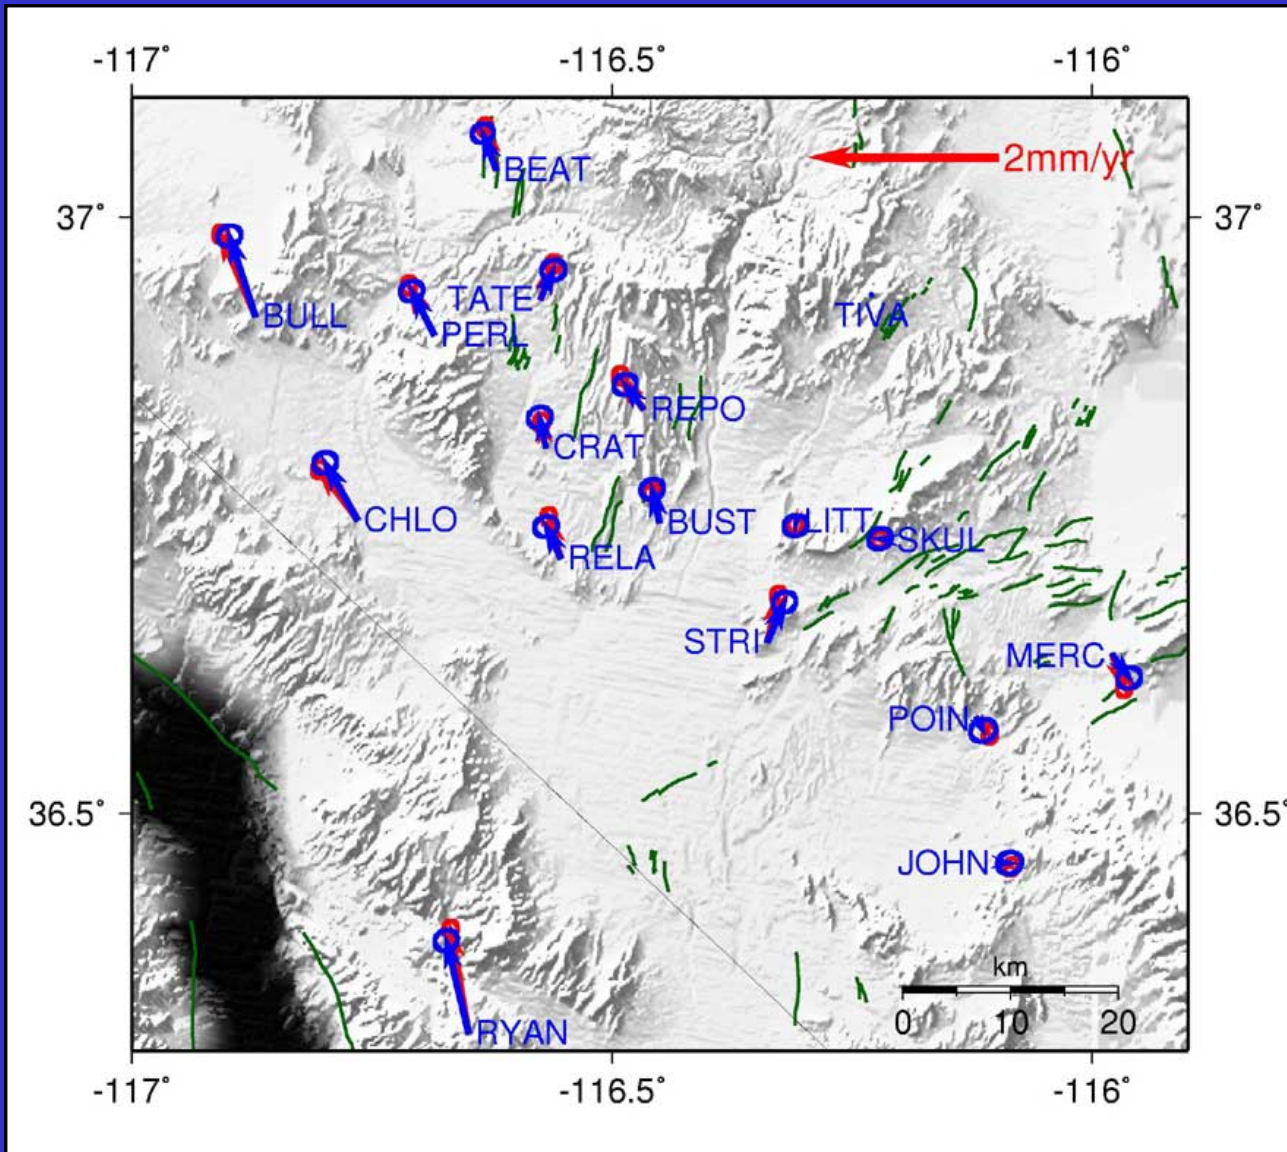 -117°
-116.5°
-116°
BEAT
2mm/yr
37°
37°
BULL
TATE
PERL
TIVA
REPO
CRAT
CHLO
BUST
LITT
SKUL
RELA
STRI
MERC
POIN
36.5°
36.5°
JOHN
km
0
10
20
RYAN
-117°
-116.5°
-116°